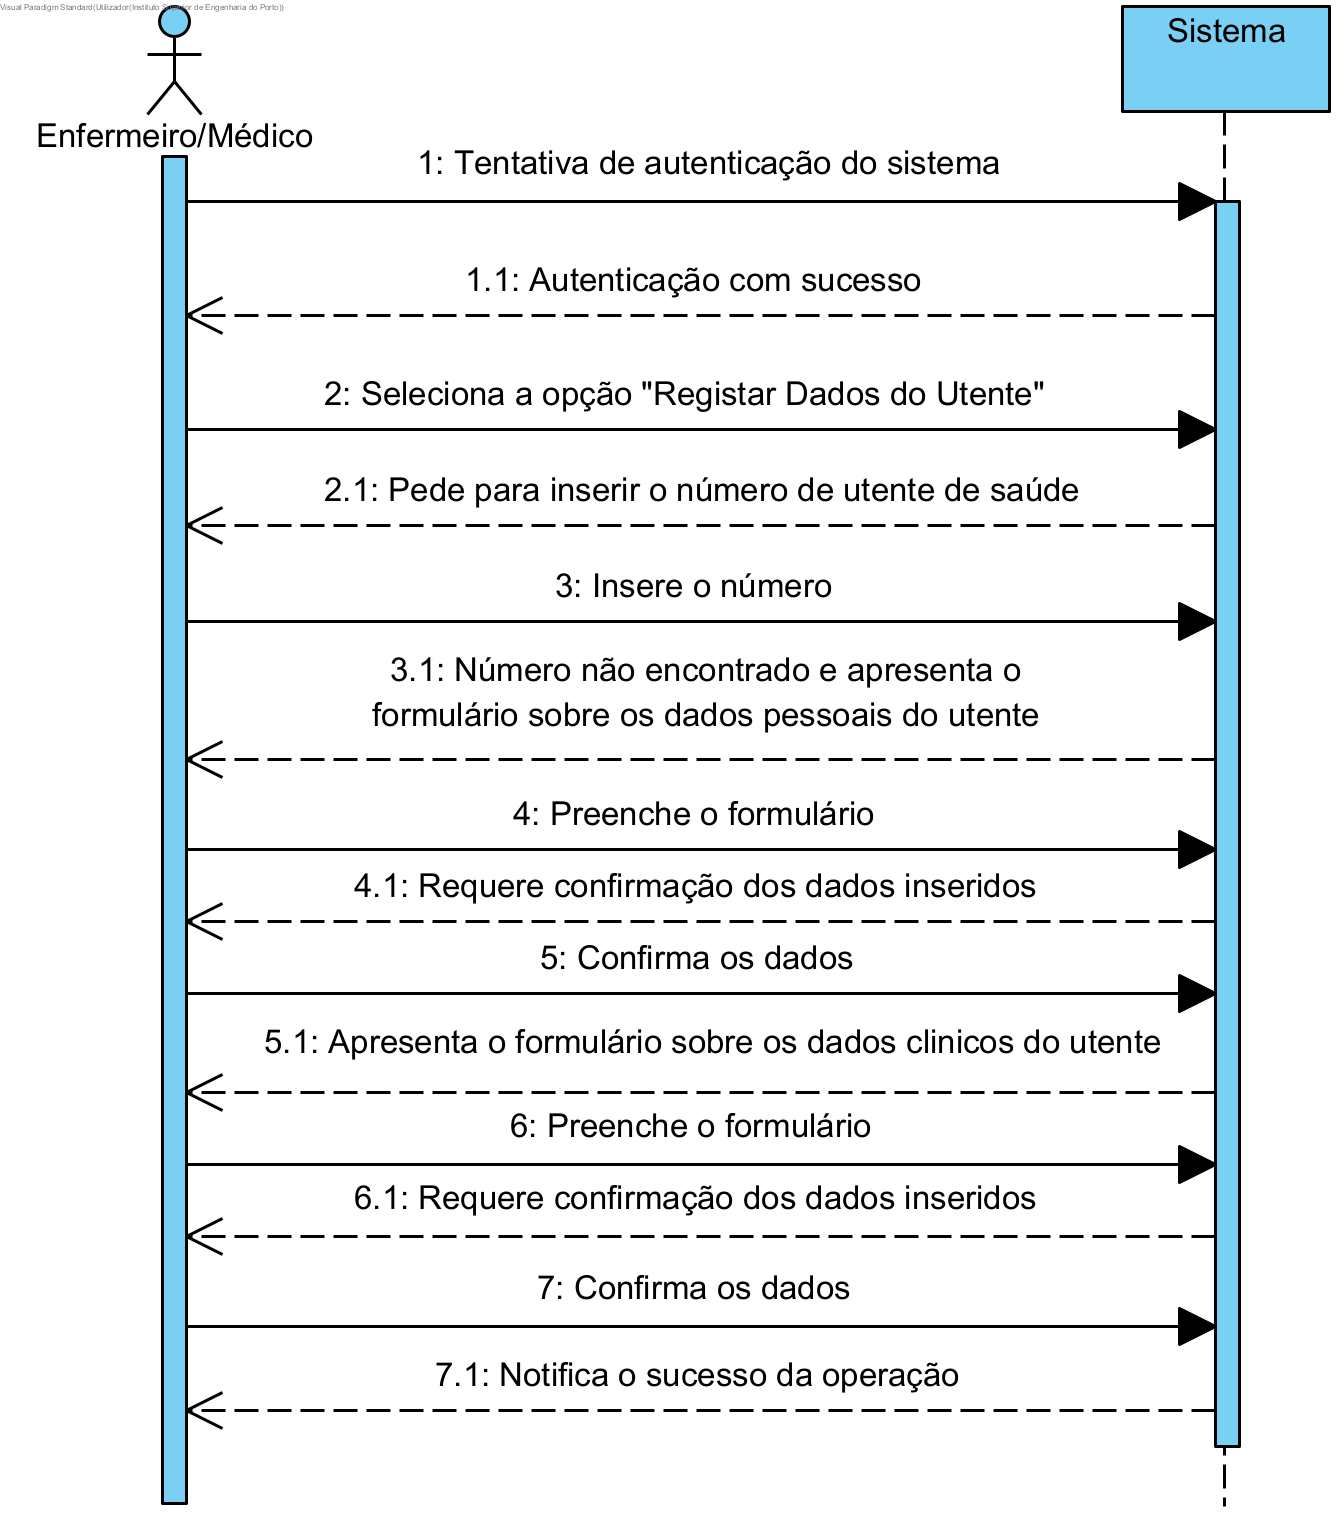 Visual Paradigm Standard(Utilizador(Instituto Superior de Engenharia do Porto))
Sistema
Enfermeiro/Médico
1: Tentativa de autenticação do sistema
1.1: Autenticação com sucesso
2: Seleciona a opção "Registar Dados do Utente"
2.1: Pede para inserir o número de utente de saúde
3: Insere o número
3.1: Número não encontrado e apresenta o
formulário sobre os dados pessoais do utente
4: Preenche o formulário
4.1: Requere confirmação dos dados inseridos
5: Confirma os dados
5.1: Apresenta o formulário sobre os dados clinicos do utente
6: Preenche o formulário
6.1: Requere confirmação dos dados inseridos
7: Confirma os dados
7.1: Notifica o sucesso da operação